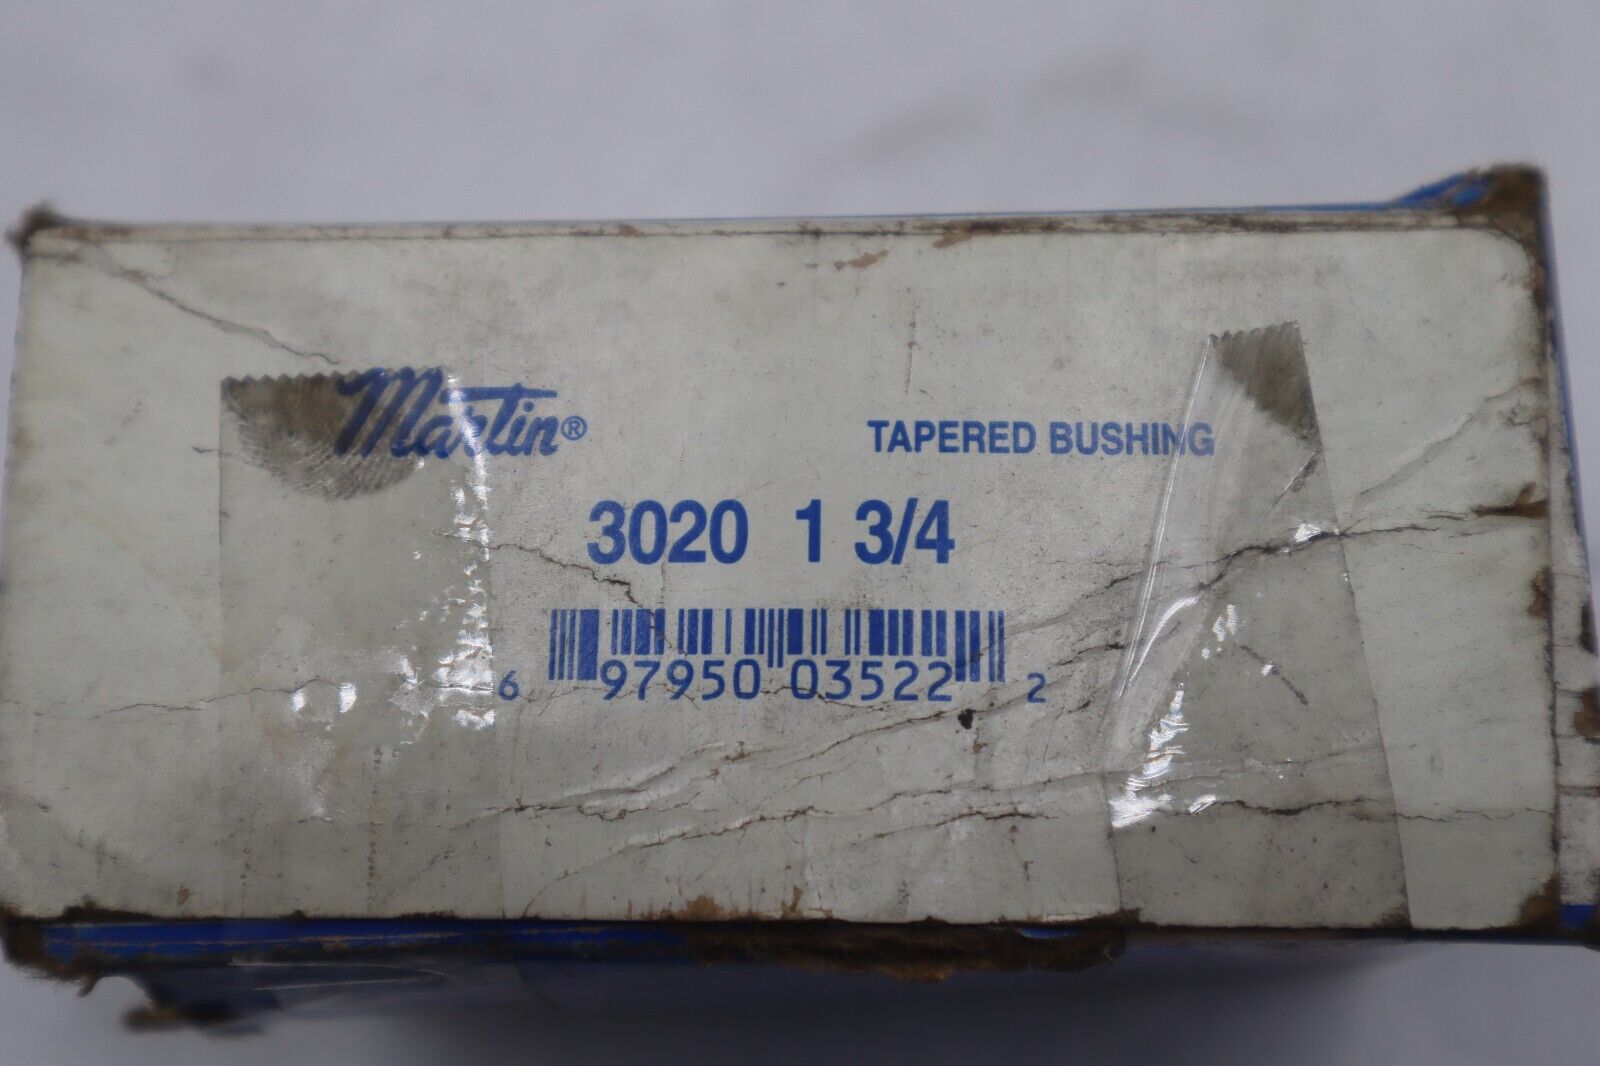 Martin®
TAPERED BUSHING
3020 1 3/4
6 97950 03522 2